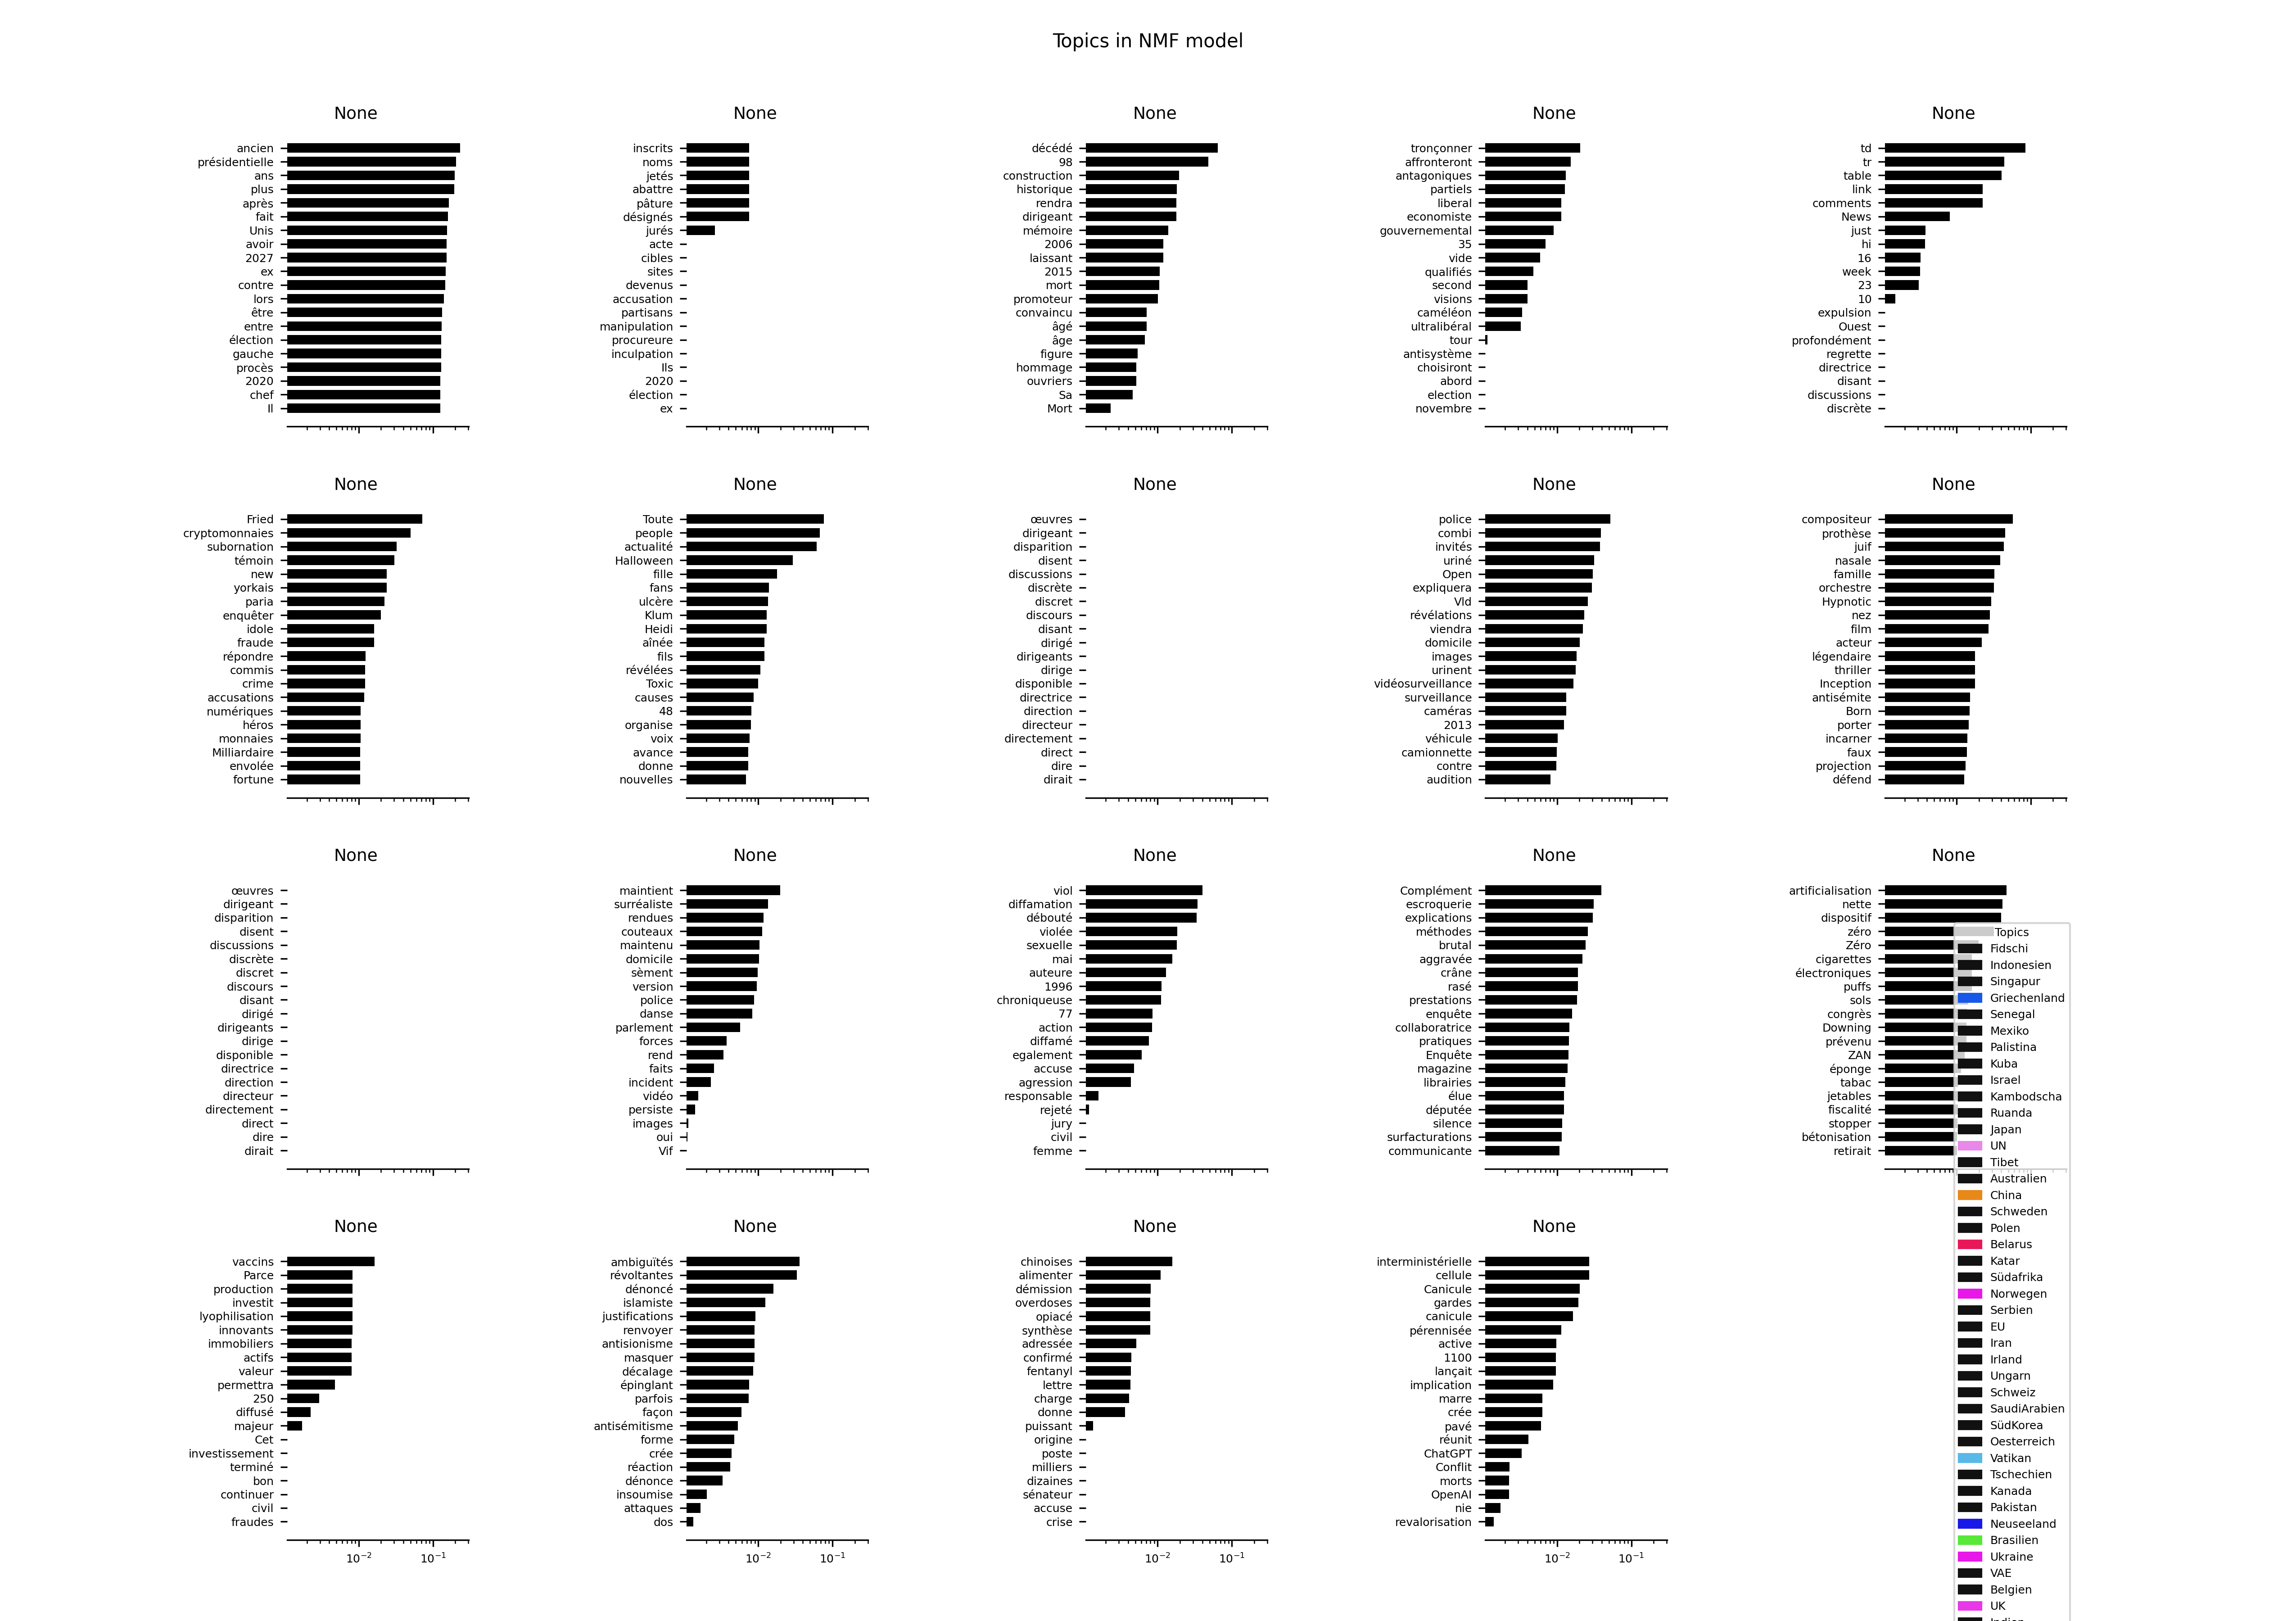 Topics in NMF model
None
ancien
présidentielle
ans
plus
après
fait
Unis
avoir
2027
ex
contre
lors
être
entre
élection
gauche
procès
2020
chef
Il
None
inscrits
noms
jetés
abattre
pâture
désignés
jurés
acte
cibles
sites
devenus
accusation
partisans
manipulation
procureure
inculpation
Ils
2020
élection
ex
None
décédé
98
construction
historique
rendra
dirigeant
mémoire
2006
laissant
2015
mort
promoteur
convaincu
âgé
âge
figure
hommage
ouvriers
Sa
Mort
None
tronçonner
affronteront
antagoniques
partiels
liberal
economiste
gouvernemental
35
vide
qualifiés
second
visions
caméléon
ultralibéral
tour
antisystème
choisiront
abord
election
novembre
None
td
tr
table
link
comments
News
just
hi
16
week
23
10
expulsion
Ouest
profondément
regrette
directrice
disant
discussions
discrète
None
Fried
cryptomonnaies
subornation
témoin
new
yorkais
paria
enquêter
idole
fraude
répondre
commis
crime
accusations
numériques
héros
monnaies
Milliardaire
envolée
fortune
None
Toute
people
actualité
Halloween
fille
fans
ulcère
Klum
Heidi
aînée
fils
révélées
Toxic
causes
48
organise
voix
avance
donne
nouvelles
None
œuvres
dirigeant
disparition
disent
discussions
discrète
discret
discours
disant
dirigé
dirigeants
dirige
disponible
directrice
direction
directeur
directement
direct
dire
dirait
None
police
combi
invités
uriné
Open
expliquera
Vld
révélations
viendra
domicile
images
urinent
vidéosurveillance
surveillance
caméras
2013
véhicule
camionnette
contre
audition
None
compositeur
prothèse
juif
nasale
famille
orchestre
Hypnotic
nez
film
acteur
légendaire
thriller
Inception
antisémite
Born
porter
incarner
faux
projection
défend
None
œuvres
dirigeant
disparition
disent
discussions
discrète
discret
discours
disant
dirigé
dirigeants
dirige
disponible
directrice
direction
directeur
directement
direct
dire
dirait
None
maintient
surréaliste
rendues
couteaux
maintenu
domicile
sèment
version
police
danse
parlement
forces
rend
faits
incident
vidéo
persiste
images
oui
Vif
None
viol
diffamation
débouté
violée
sexuelle
mai
auteure
1996
chroniqueuse
77
action
diffamé
egalement
accuse
agression
responsable
rejeté
jury
civil
femme
None
Complément
escroquerie
explications
méthodes
brutal
aggravée
crâne
rasé
prestations
enquête
collaboratrice
pratiques
Enquête
magazine
librairies
élue
députée
silence
surfacturations
communicante
None
artificialisation
nette
dispositif
zéro
Zéro
cigarettes
électroniques
puffs
sols
congrès
Downing
prévenu
ZAN
éponge
tabac
jetables
fiscalité
stopper
bétonisation
retirait
None
vaccins
Parce
production
investit
lyophilisation
innovants
immobiliers
actifs
valeur
permettra
250
diffusé
majeur
Cet
investissement
terminé
bon
continuer
civil
fraudes
10⁻²
10⁻¹
None
ambiguïtés
révoltantes
dénoncé
islamiste
justifications
renvoyer
antisionisme
masquer
décalage
épinglant
parfois
façon
antisémitisme
forme
crée
réaction
dénonce
insoumise
attaques
dos
10⁻²
10⁻¹
None
chinoises
alimenter
démission
overdoses
opiacé
synthèse
adressée
confirmé
fentanyl
lettre
charge
donne
puissant
origine
poste
milliers
dizaines
sénateur
accuse
crise
10⁻²
10⁻¹
None
interministérielle
cellule
Canicule
gardes
canicule
pérennisée
active
1100
lançait
implication
marre
crée
pavé
réunit
ChatGPT
Conflit
morts
OpenAI
nie
revalorisation
10⁻²
10⁻¹
Topics
Fidschi
Indonesien
Singapur
Griechenland
Senegal
Mexiko
Palistina
Kuba
Israel
Kambodscha
Ruanda
Japan
UN
Tibet
Australien
China
Schweden
Polen
Belarus
Katar
Südafrika
Norwegen
Serbien
EU
Iran
Irland
Ungarn
Schweiz
SaudiArabien
SüdKorea
Oesterreich
Vatikan
Tschechien
Kanada
Pakistan
Neuseeland
Brasilien
Ukraine
VAE
Belgien
UK